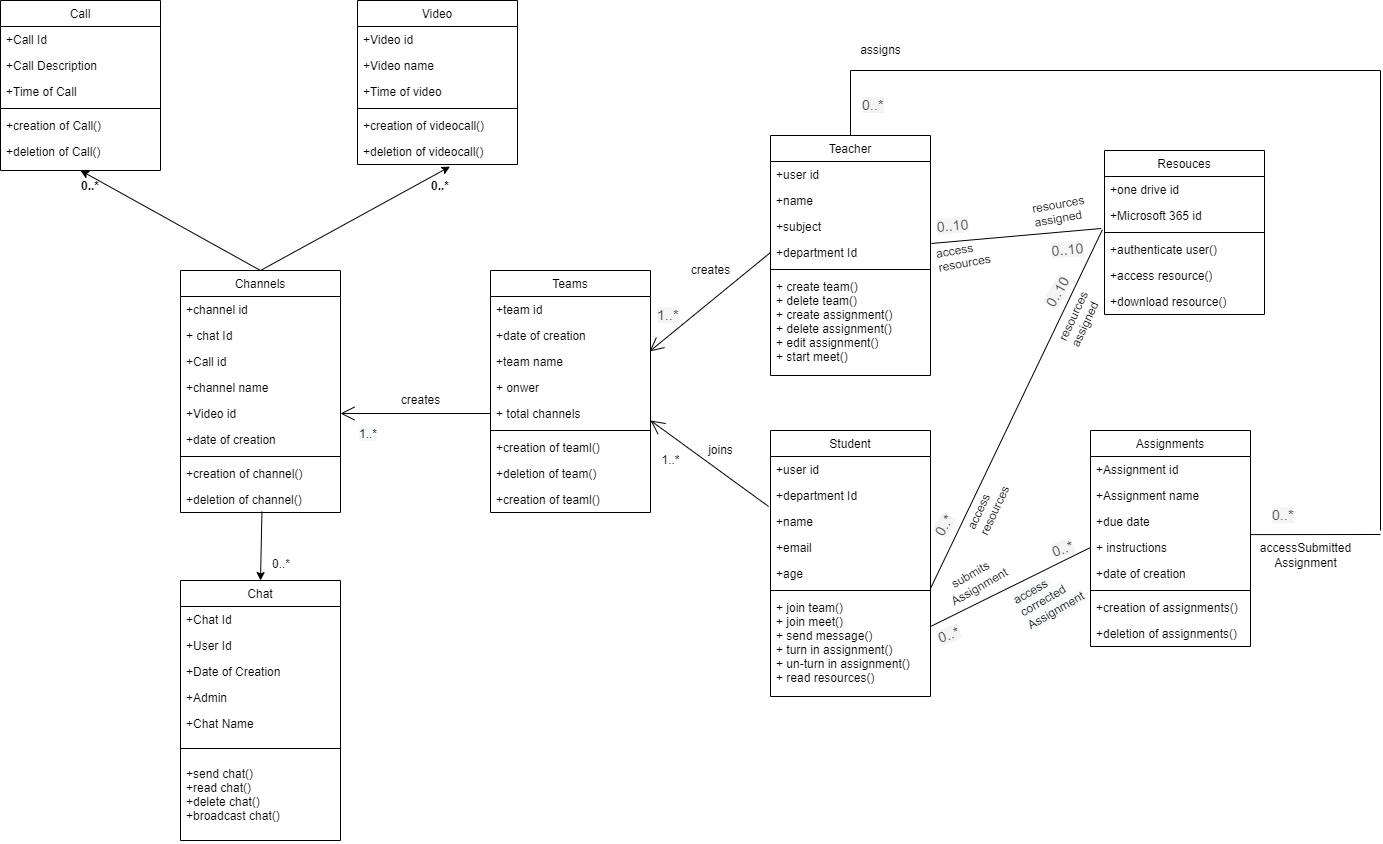 Call
+Call Id
+Call Description
+Time of Call
+creation of Call()
+deletion of Call()
0..*
Video
+Video id
+Video name
+Time of video
+creation of videocall()
+deletion of videocall()
0..*
Channels
+channel id
+ chat Id
+Call id
+channel name
+Video id
+date of creation
+creation of channel()
+deletion of channel()
0..*
Chat
+Chat Id
+User Id
+Date of Creation
+Admin
+Chat Name
+send chat()
+read chat()
+delete chat()
+broadcast chat()
creates
1..*
Teams
+team id
+date of creation
+team name
+ onwer
+ total channels
+creation of teaml()
+deletion of team()
+creation of teaml()
creates
1..*
joins
1..*
assigns
0..*
Teacher
+user id
+name
+subject
+department Id
+ create team()
+ delete team()
+ create assignment()
+ delete assignment()
+ edit assignment()
+ start meet()
0..10
access
resources
resources
assigned
0..10
Resouces
+one drive id
+Microsoft 365 id
+authenticate user()
+access resource()
+download resource()
0..10
resources
assigned
Student
+user id
+department Id
+name
+email
+age
+ join team()
+ join meet()
+ send message()
+ turn in assignment()
+ un-turn in assignment()
+ read resources()
0..*
access
resources
submits
Assignment
0..*
access
corrected
Assignment
0..*
Assignments
+Assignment id
+Assignment name
+due date
+ instructions
+date of creation
+creation of assignments()
+deletion of assignments()
0..*
accessSubmitted
Assignment